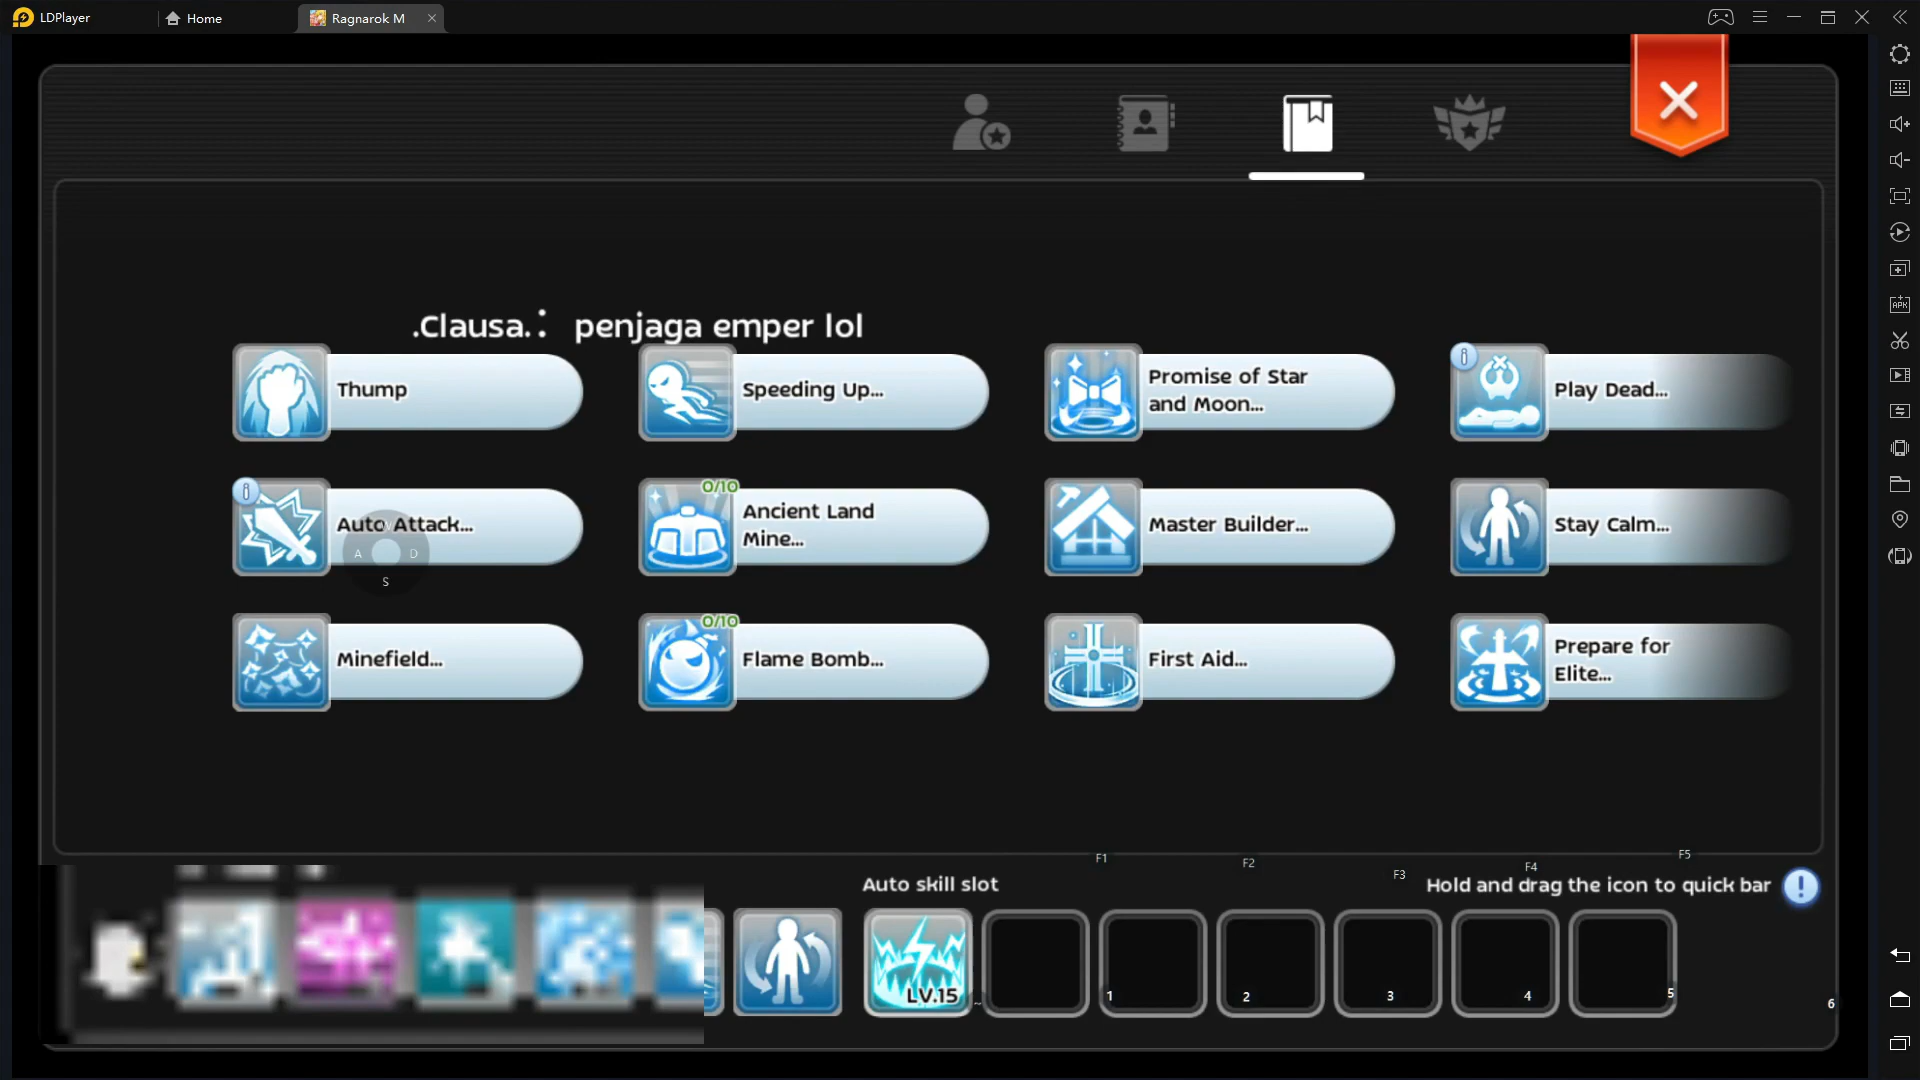 LDPlayer Home Ragnarok M
.Clausa.: penjaga emper lol
Thump Speeding Up... Promise of Star and Moon... Play Dead...
0/10
Auto Attack... Ancient Land Mine... Master Builder... Stay Calm...
A D
S
0/10
Minefield... Flame Bomb... First Aid... Prepare for Elite...
F1 F2 F3 F4 F5
Auto skill slot Hold and drag the icon to quick bar
LV.15 ~ 1 2 3 4 5 6
APK